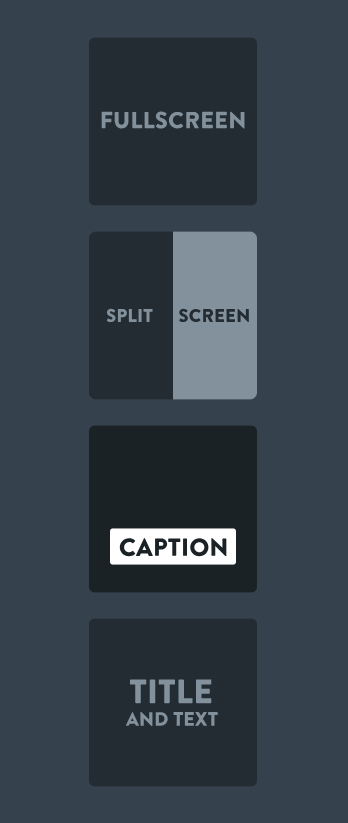 FULLSCREEN
SPLIT SCREEN
CAPTION
TITLE
AND TEXT